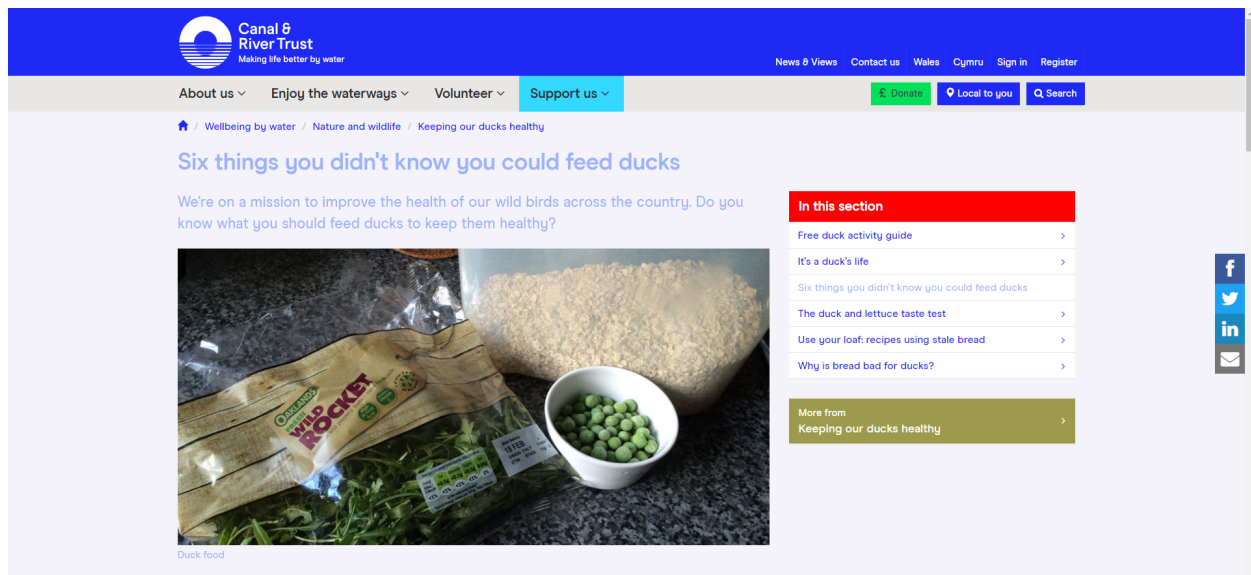 Canal &
River Trust
Making life better by water
News & Views Contact us Wales Cymru Sign in Register
About us Enjoy the waterways Volunteer Support us £ Donate Local to you Search
/ Wellbeing by water / Nature and wildlife / Keeping our ducks healthy
Six things you didn't know you could feed ducks
We're on a mission to improve the health of our wild birds across the country. Do you
know what you should feed ducks to keep them healthy?
OAKLANDS
FRESH
WILD
ROCKET
18 FEB
Duck food
In this section
Free duck activity guide
It's a duck's life
Six things you didn't know you could feed ducks
The duck and lettuce taste test
Use your loaf: recipes using stale bread
Why is bread bad for ducks?
More from
Keeping our ducks healthy
f
in